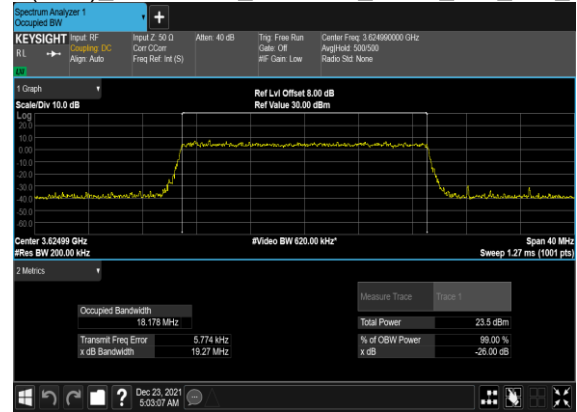 Spectrum Analyzer 1
Occupied BW
+
KEYSIGHT Input: RF Input Z: 50 Ω Atten: 40 dB Trig: Free Run Center Freq: 3.624990000 GHz
RL Coupling: DC Corr CCorr Gate: Off Avg|Hold: 500/500
Align: Auto Freq Ref: Int (S) #IF Gain: Low Radio Std: None
1 Graph
Ref Lvl Offset 8.00 dB
Scale/Div 10.0 dB Ref Value 30.00 dBm
Log
20.0
10.0
0.00
-10.0
-20.0
-30.0
-40.0
-50.0
-60.0
Center 3.62499 GHz #Video BW 620.00 kHz* Span 40 MHz
#Res BW 200.00 kHz Sweep 1.27 ms (1001 pts)
2 Metrics
Measure Trace Trace 1
Occupied Bandwidth
18.178 MHz Total Power 23.5 dBm
Transmit Freq Error 5.774 kHz % of OBW Power 99.00 %
x dB Bandwidth 19.27 MHz x dB -26.00 dB
? Dec 23, 2021
5:03:07 AM